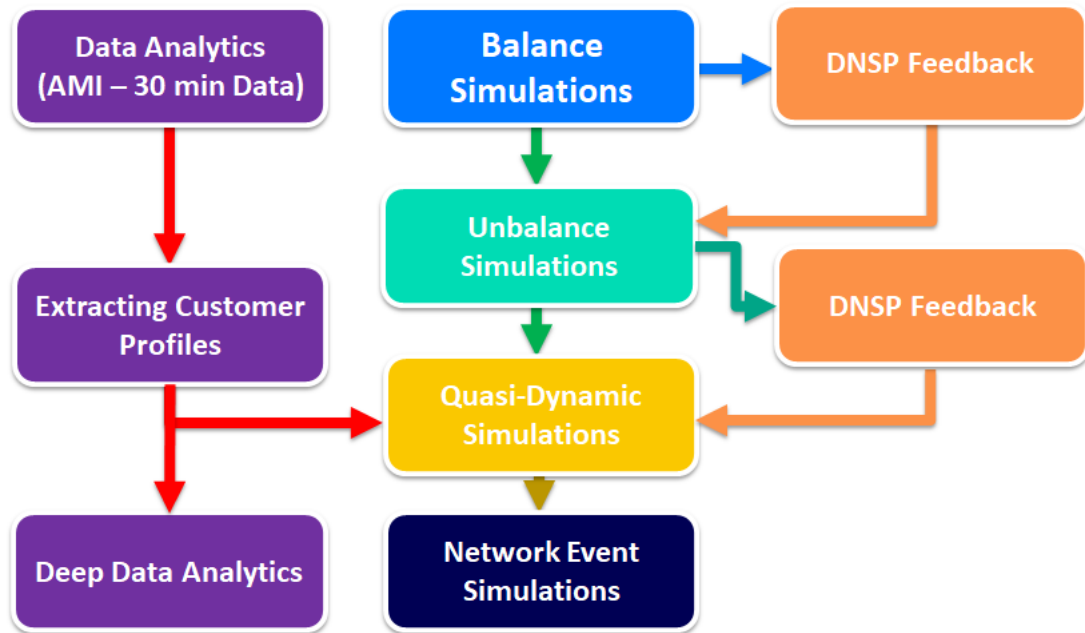 Data Analytics
(AMI – 30 min Data)
Balance
Simulations
DNSP Feedback
Unbalance
Simulations
Extracting Customer
Profiles
DNSP Feedback
Quasi-Dynamic
Simulations
Deep Data Analytics
Network Event
Simulations